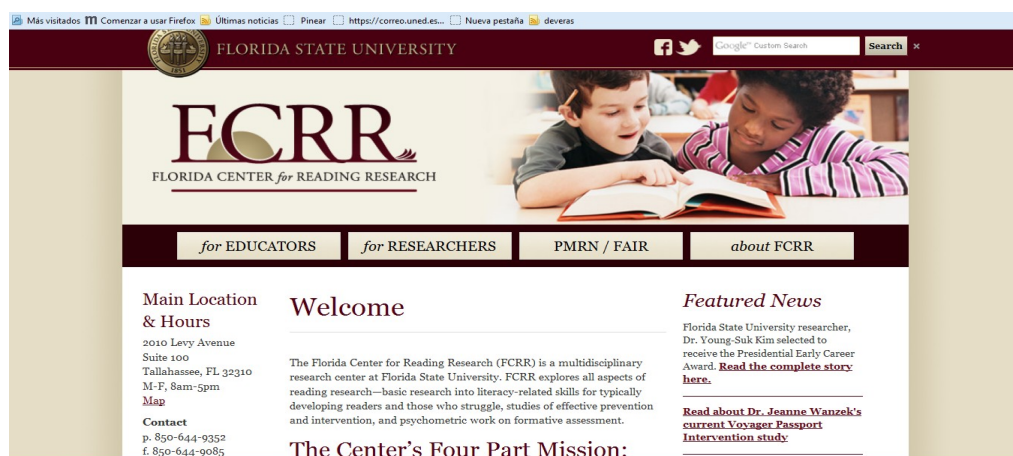 Más visitados Comenzar a usar Firefox Últimas noticias Pinear https://correo.uned.es... Nueva pestaña deveras
FLORIDA STATE UNIVERSITY
Google™ Custom Search Search ×
1851
FCRR
FLORIDA CENTER for READING RESEARCH
for EDUCATORS for RESEARCHERS PMRN / FAIR about FCRR
Main Location
& Hours
2010 Levy Avenue
Suite 100
Tallahassee, FL 32310
M-F, 8am-5pm
Map
Contact
p. 850-644-9352
f. 850-644-9085
Welcome
The Florida Center for Reading Research (FCRR) is a multidisciplinary
research center at Florida State University. FCRR explores all aspects of
reading research—basic research into literacy-related skills for typically
developing readers and those who struggle, studies of effective prevention
and intervention, and psychometric work on formative assessment.
The Center's Four Part Mission:
Featured News
Florida State University researcher,
Dr. Young-Suk Kim selected to
receive the Presidential Early Career
Award. Read the complete story
here.
Read about Dr. Jeanne Wanzek's
current Voyager Passport
Intervention study